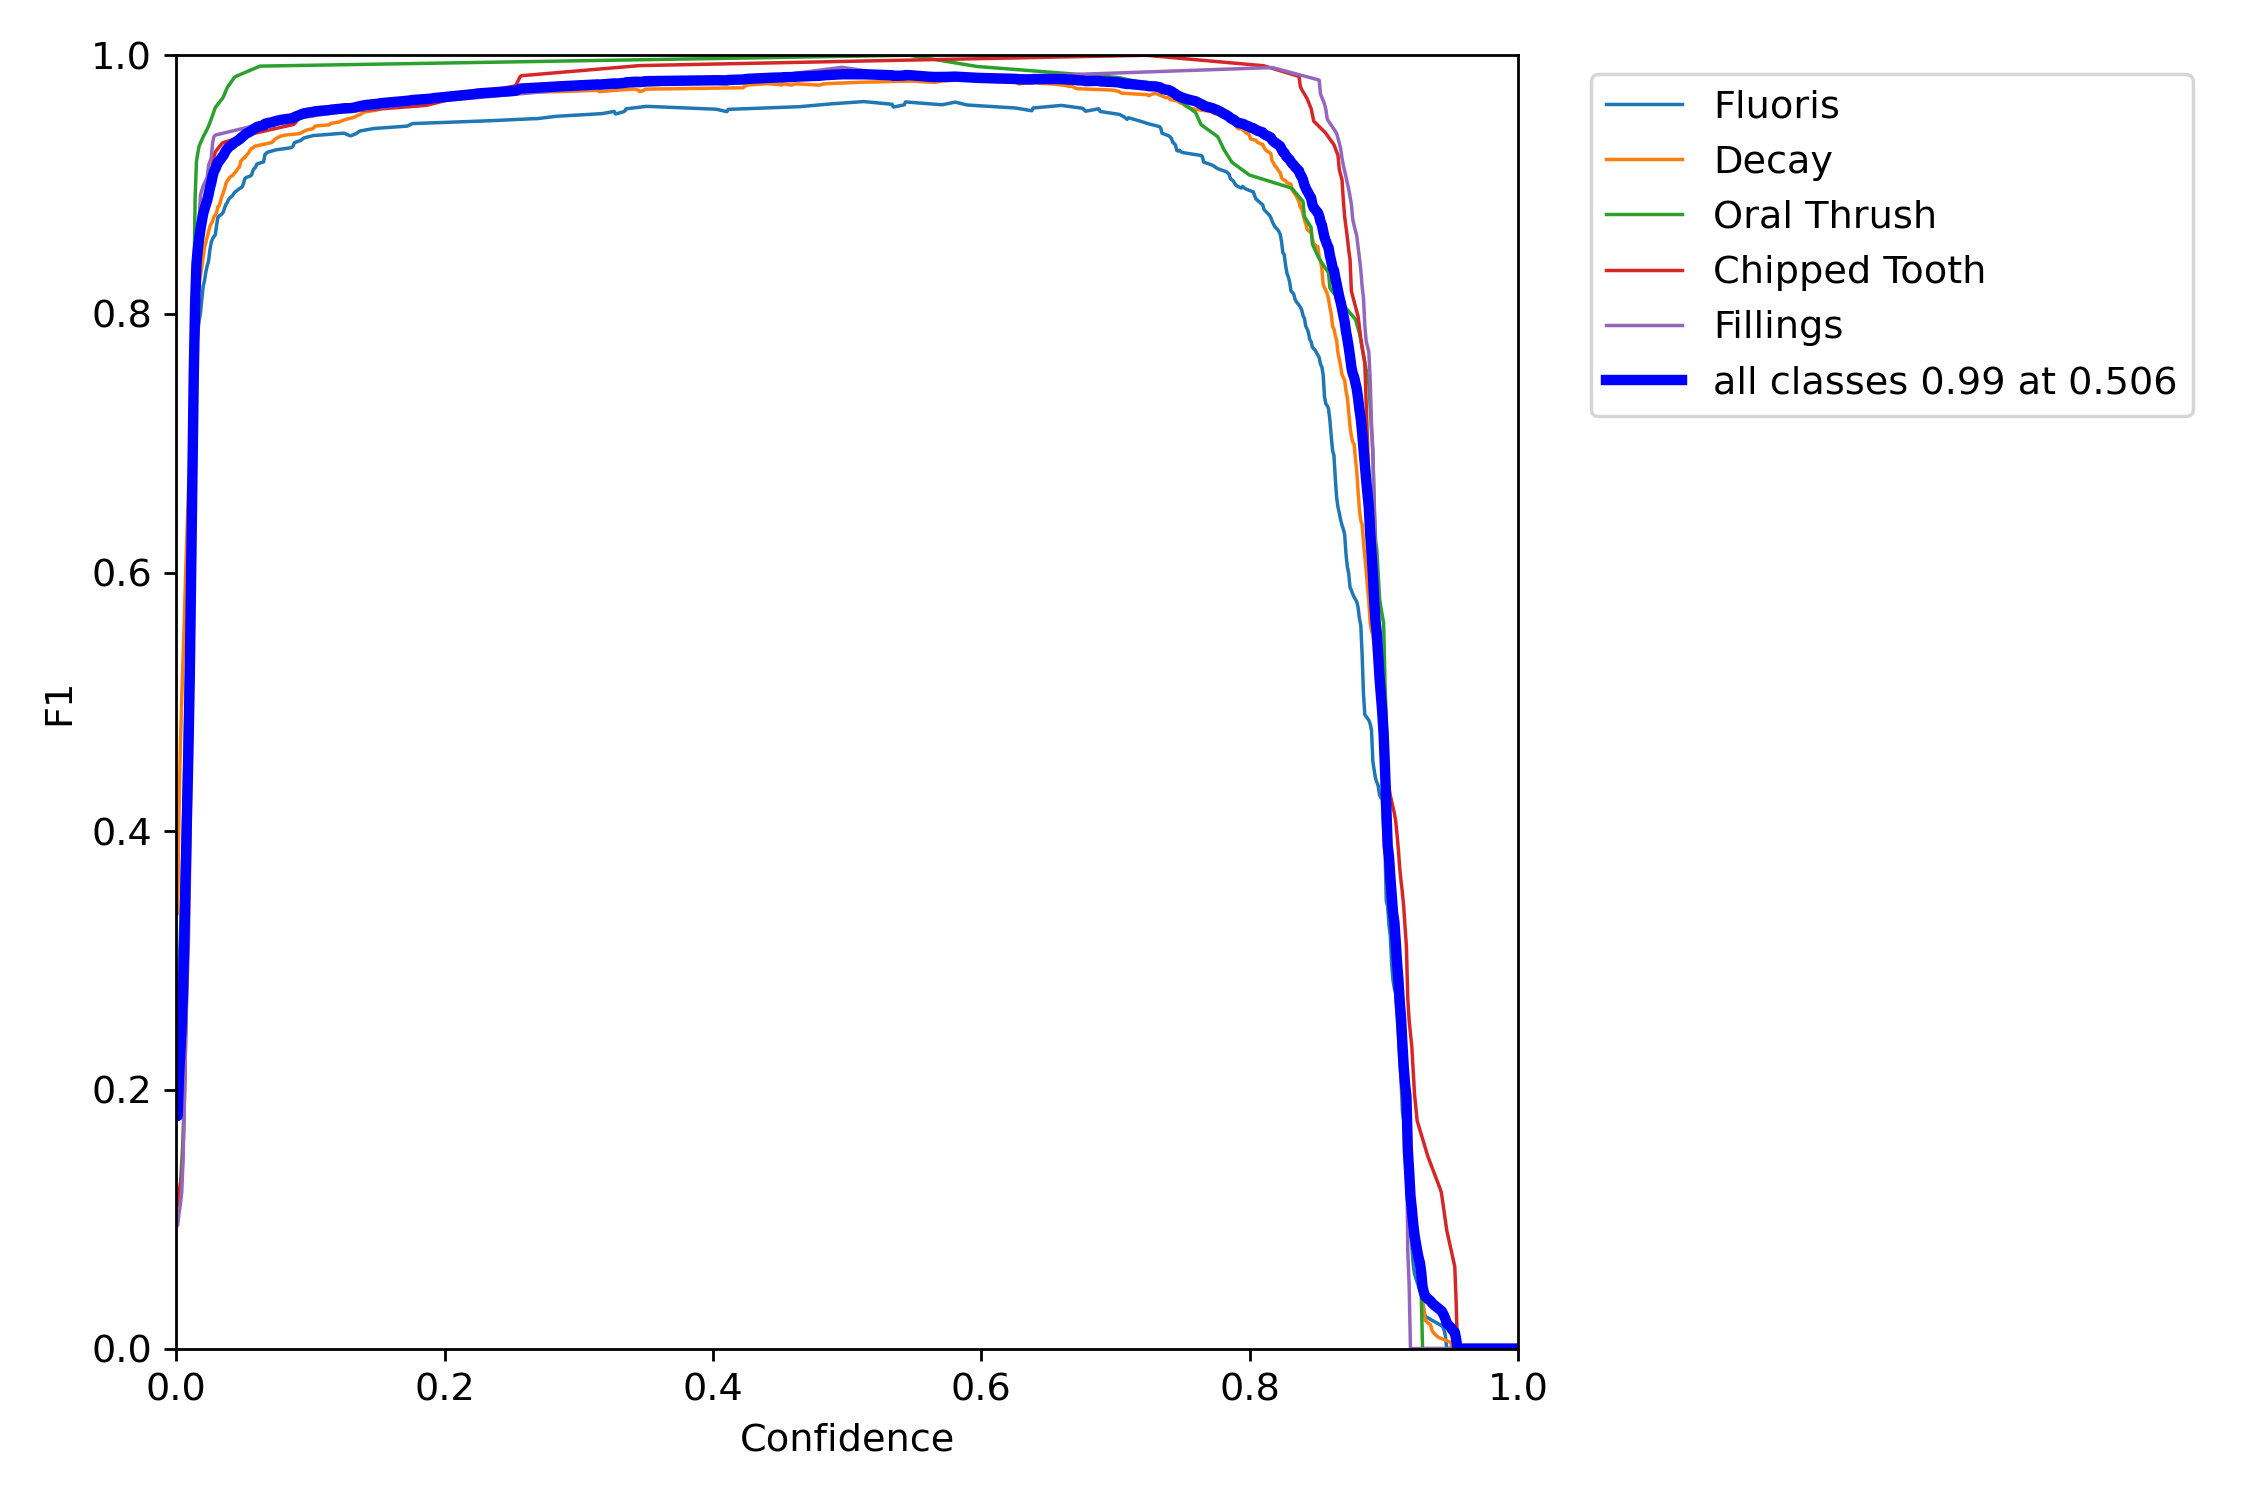 1.0
0.8
0.6
0.4
0.2
0.0
F1
0.0 0.2 0.4 0.6 0.8 1.0
Confidence
Fluoris
Decay
Oral Thrush
Chipped Tooth
Fillings
all classes 0.99 at 0.506